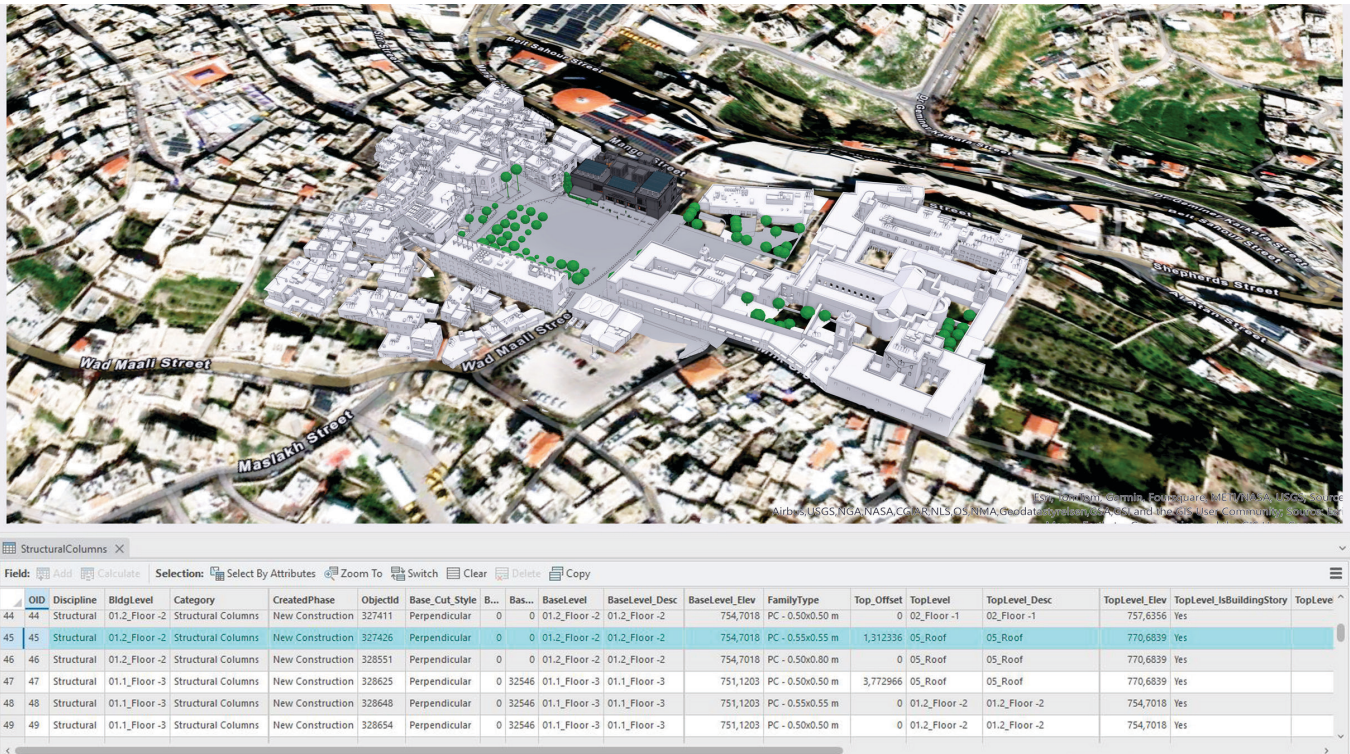 Beit Sahour Street
Manger Street
Street
Shepherds Street
Wad Maali Street
Wad Maali Street
Maslakh Street
StructuralColumns
Field: Add Calculate Selection: Select By Attributes Zoom To Switch Clear Delete Copy
OID Discipline BldgLevel Category CreatedPhase ObjectId Base_Cut_Style B... Bas... BaseLevel BaseLevel_Desc BaseLevel_Elev FamilyType Top_Offset TopLevel TopLevel_Desc TopLevel_Elev TopLevel_IsBuildingStory TopLeve
44 44 Structural 01.2_Floor -2 Structural Columns New Construction 327411 Perpendicular 0 0 01.2_Floor -2 01.2_Floor -2 754,7018 PC - 0.50x0.50 m 0 02_Floor -1 02_Floor -1 757,6356 Yes
45 45 Structural 01.2_Floor -2 Structural Columns New Construction 327426 Perpendicular 0 0 01.2_Floor -2 01.2_Floor -2 754,7018 PC - 0.55x0.55 m 1,312336 05_Roof 05_Roof 770,6839 Yes
46 46 Structural 01.2_Floor -2 Structural Columns New Construction 328551 Perpendicular 0 0 01.2_Floor -2 01.2_Floor -2 754,7018 PC - 0.50x0.80 m 0 05_Roof 05_Roof 770,6839 Yes
47 47 Structural 01.1_Floor -3 Structural Columns New Construction 328625 Perpendicular 0 32546 01.1_Floor -3 01.1_Floor -3 751,1203 PC - 0.50x0.50 m 3,772966 05_Roof 05_Roof 770,6839 Yes
48 48 Structural 01.1_Floor -3 Structural Columns New Construction 328648 Perpendicular 0 32546 01.1_Floor -3 01.1_Floor -3 751,1203 PC - 0.55x0.55 m 0 01.2_Floor -2 01.2_Floor -2 754,7018 Yes
49 49 Structural 01.1_Floor -3 Structural Columns New Construction 328654 Perpendicular 0 32546 01.1_Floor -3 01.1_Floor -3 751,1203 PC - 0.50x0.50 m 0 01.2_Floor -2 01.2_Floor -2 754,7018 Yes